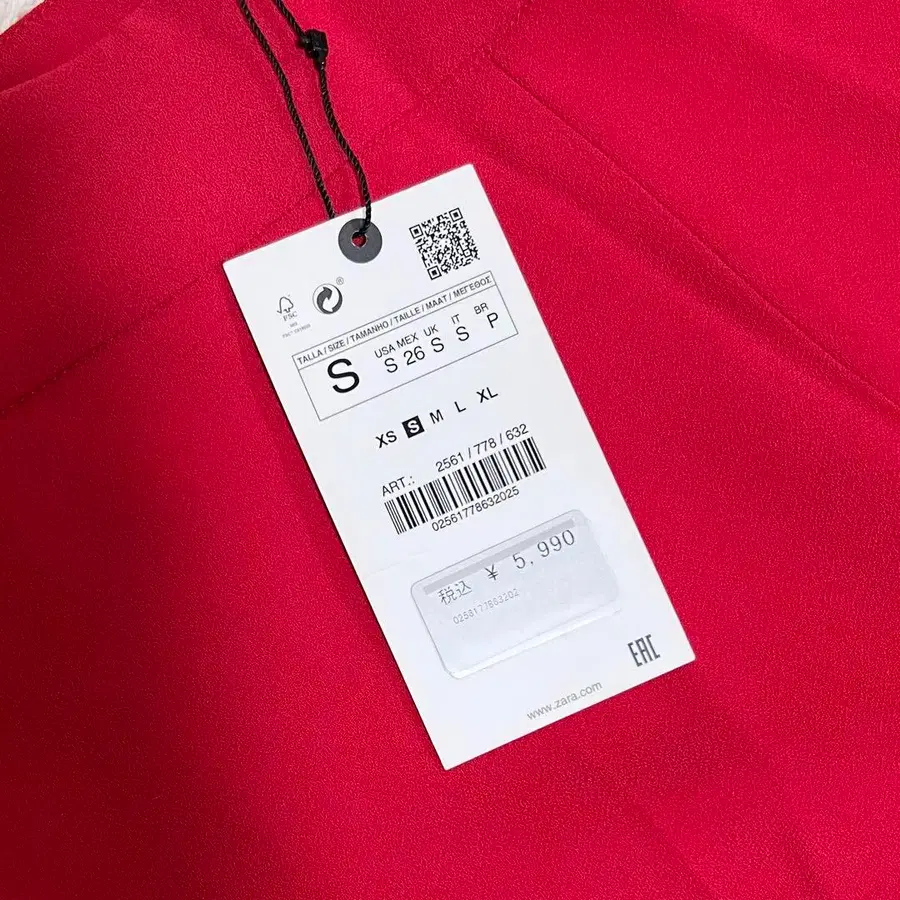 FSC
®
TALLA / SIZE / TAMANHO / TAILLE / MAAT / ΜΕΓΕΘΟΣ
S
USA MEX UK IT BR
S 26 S S P
XS S M L XL
ART.: 2561 / 778 / 632
02561778632025
税込 ¥ 5,990
EAC
www.zara.com